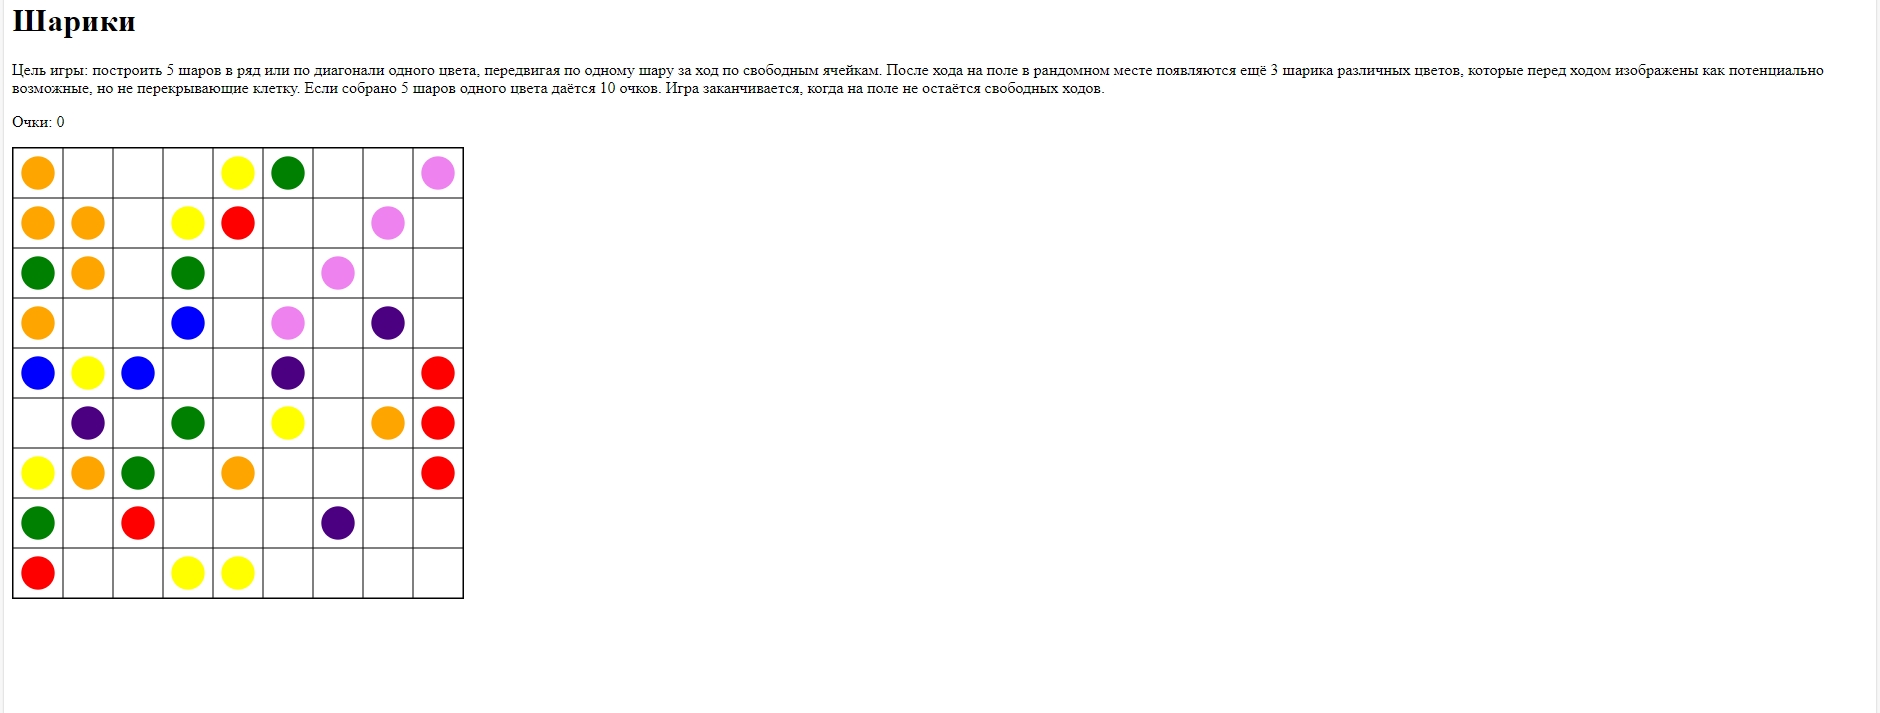 Шарики
Цель игры: построить 5 шаров в ряд или по диагонали одного цвета, передвигая по одному шару за ход по свободным ячейкам. После хода на поле в рандомном месте появляются ещё 3 шарика различных цветов, которые перед ходом изображены как потенциально
возможные, но не перекрывающие клетку. Если собрано 5 шаров одного цвета даётся 10 очков. Игра заканчивается, когда на поле не остаётся свободных ходов.
Очки: 0